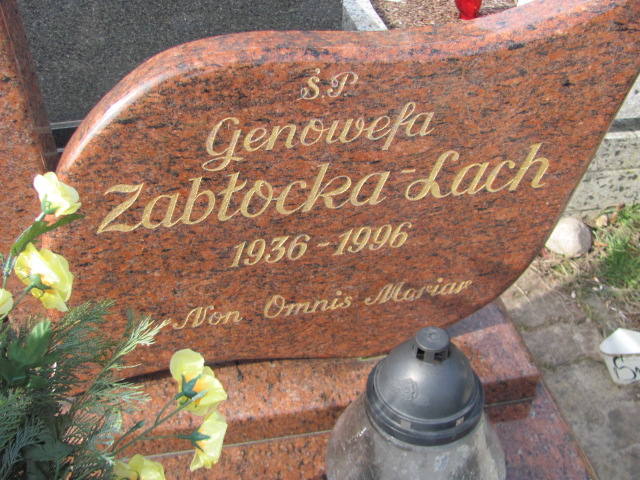 Ś.P.
Genowefa
Zabłocka-Lach
1936-1996
Non Omnis Moriar